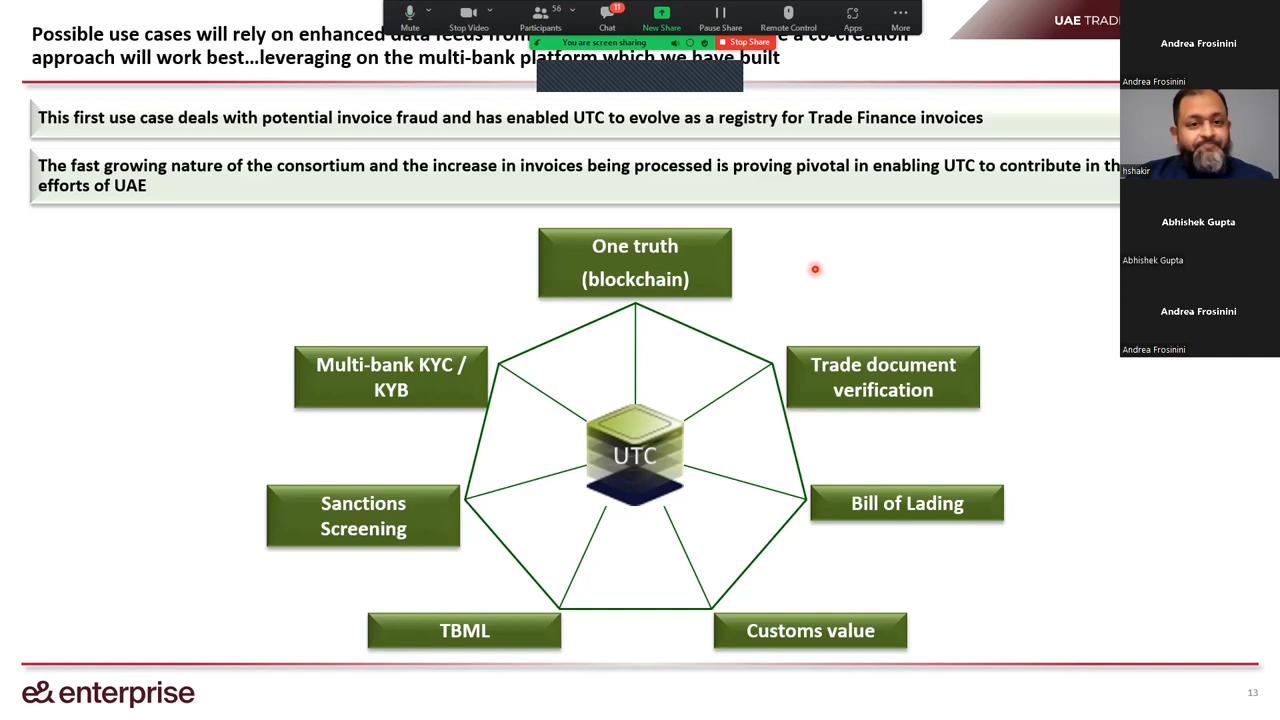 Mute
Stop Video
56
Participants
11
Chat
New Share
Pause Share
Remote Control
Apps
More
You are screen sharing
Stop Share
UAE TRADE
Possible use cases will rely on enhanced data feeds from a co-creation
approach will work best…leveraging on the multi-bank platform which we have built
This first use case deals with potential invoice fraud and has enabled UTC to evolve as a registry for Trade Finance invoices
The fast growing nature of the consortium and the increase in invoices being processed is proving pivotal in enabling UTC to contribute in th
efforts of UAE
Andrea Frosinini
Andrea Frosinini
hshakir
Abhishek Gupta
Abhishek Gupta
Andrea Frosinini
Andrea Frosinini
One truth
(blockchain)
Multi-bank KYC /
KYB
Trade document
verification
UTC
Sanctions
Screening
Bill of Lading
TBML
Customs value
e& enterprise
13